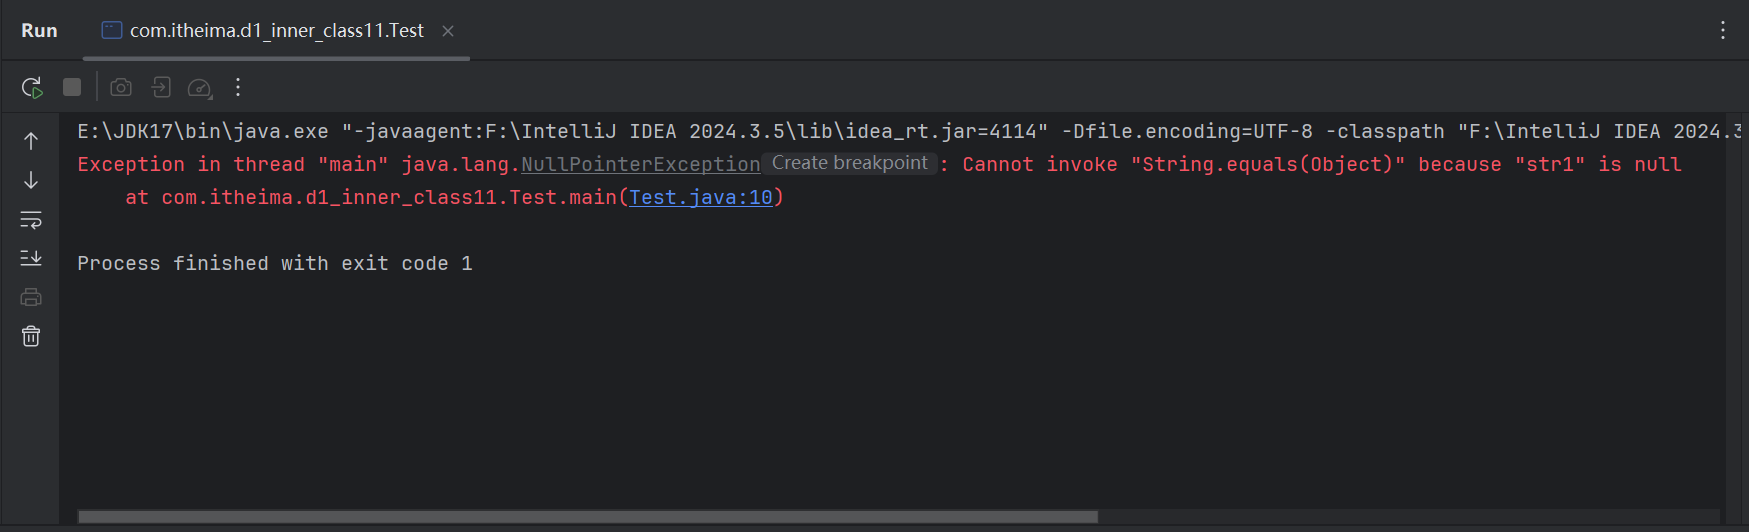 Run com.itheima.d1_inner_class11.Test
E:\JDK17\bin\java.exe "-javaagent:F:\IntelliJ IDEA 2024.3.5\lib\idea_rt.jar=4114" -Dfile.encoding=UTF-8 -classpath "F:\IntelliJ IDEA 2024.3
Exception in thread "main" java.lang.NullPointerException Create breakpoint : Cannot invoke "String.equals(Object)" because "str1" is null
at com.itheima.d1_inner_class11.Test.main(Test.java:10)
Process finished with exit code 1